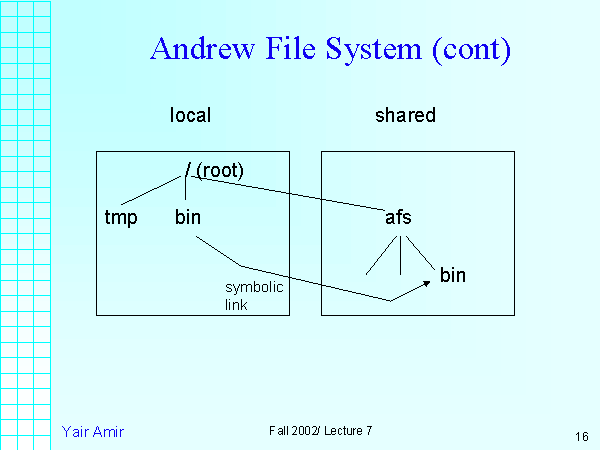 Andrew File System (cont)
local
shared
/ (root)
tmp
bin
afs
bin
symbolic
link
Yair Amir
Fall 2002/ Lecture 7
16